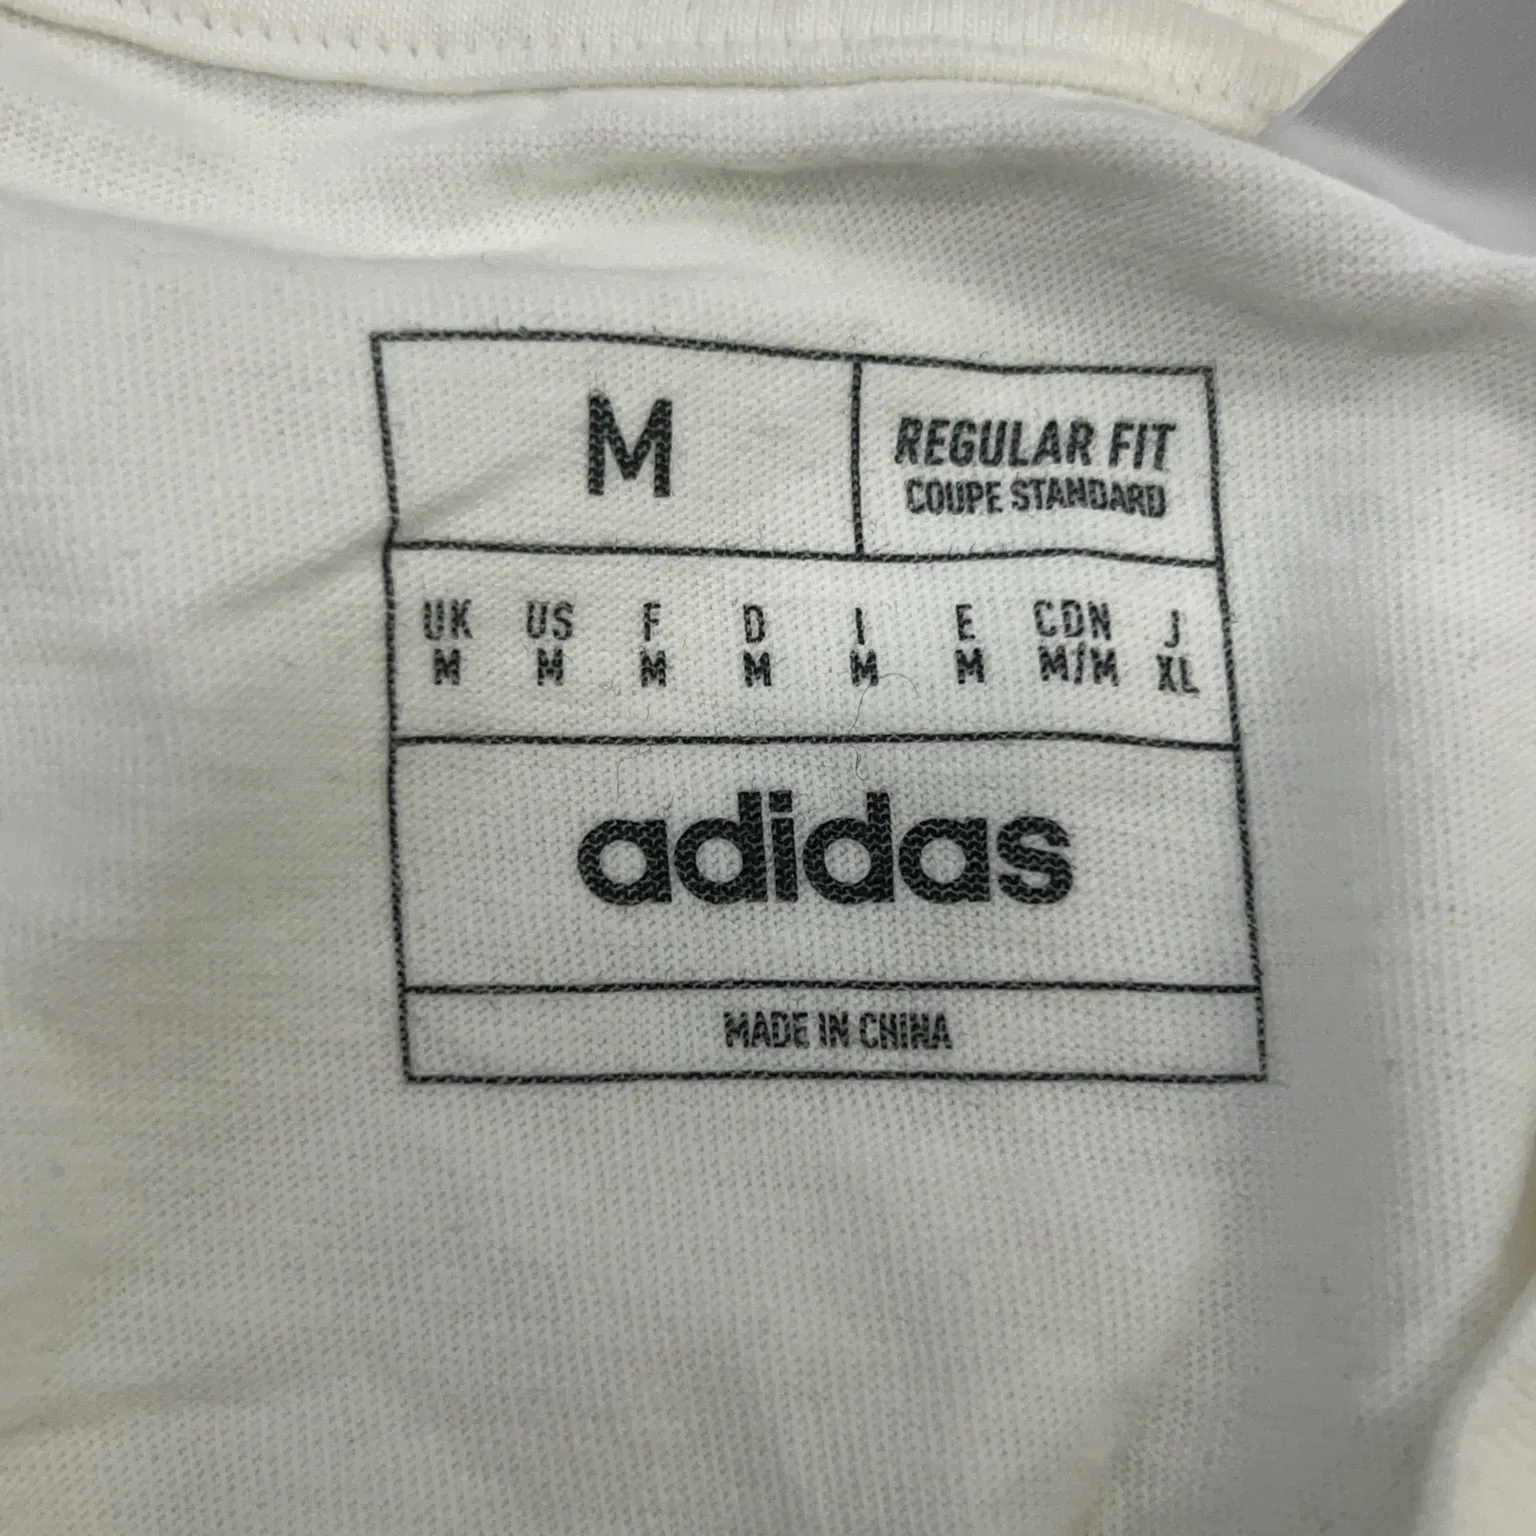 M
REGULAR FIT
COUPE STANDARD
UK US F D I E CDN J
M M M M M M M/M XL
adidas
MADE IN CHINA